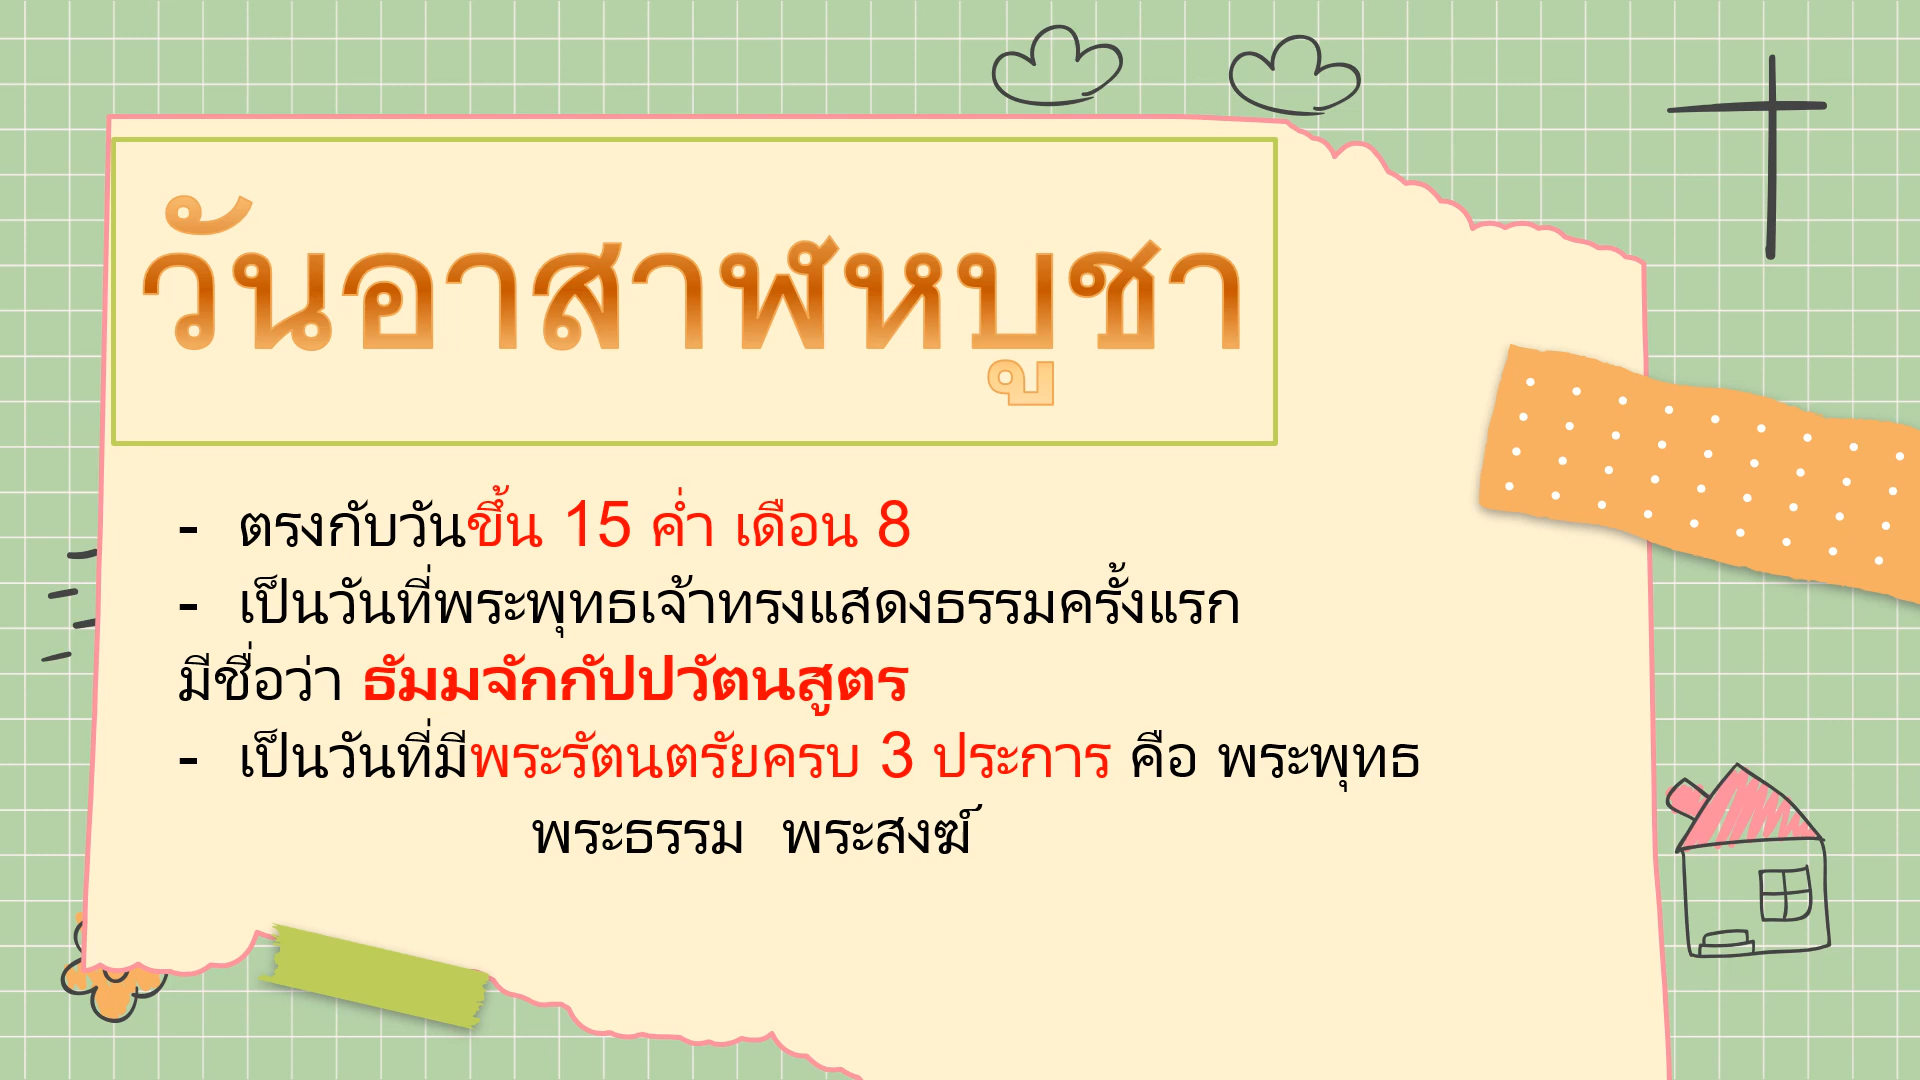 วันอาสาฬหบูชา
- ตรงกับวันขึ้น 15 ค่ำ เดือน 8
- เป็นวันที่พระพุทธเจ้าทรงแสดงธรรมครั้งแรก
มีชื่อว่า ธัมมจักกัปปวัตนสูตร
- เป็นวันที่มีพระรัตนตรัยครบ 3 ประการ คือ พระพุทธ
พระธรรม พระสงฆ์